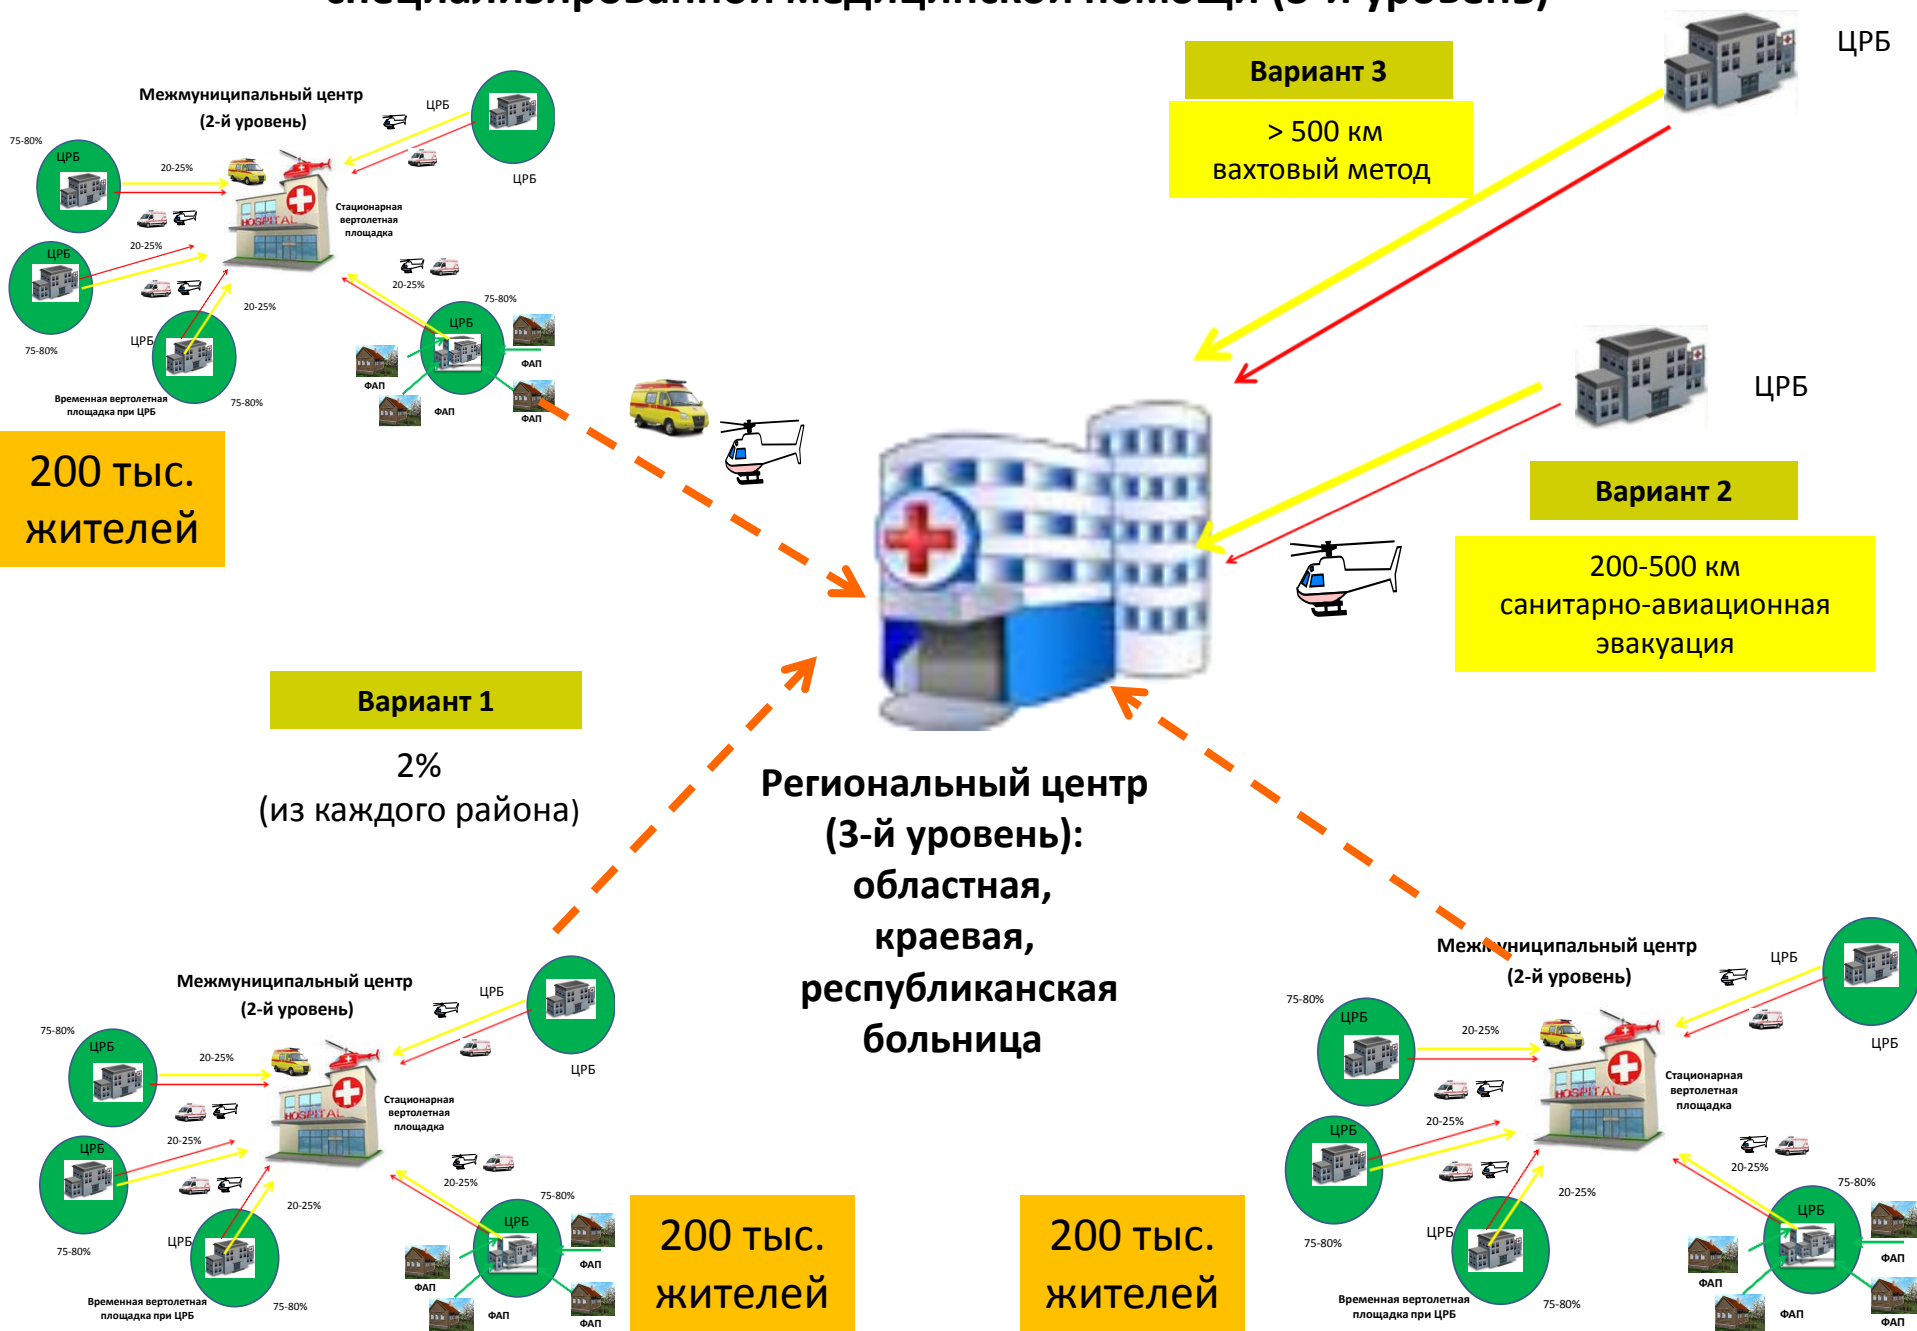 специализированной медицинской помощи (3-й уровень)
Межмуниципальный центр
(2-й уровень)
ЦРБ
ЦРБ
75-80%
ЦРБ
20-25%
HOSPITAL
Стационарная
вертолетная
площадка
20-25%
ЦРБ
75-80%
20-25%
ЦРБ
75-80%
Временная вертолетная
площадка при ЦРБ
20-25%
75-80%
ЦРБ
ФАП
ФАП
ФАП
ФАП
200 тыс.
жителей
Вариант 3
> 500 км
вахтовый метод
ЦРБ
ЦРБ
Вариант 2
200-500 км
санитарно-авиационная
эвакуация
Вариант 1
2%
(из каждого района)
Региональный центр
(3-й уровень):
областная,
краевая,
республиканская
больница
Межмуниципальный центр
(2-й уровень)
ЦРБ
ЦРБ
75-80%
ЦРБ
20-25%
HOSPITAL
Стационарная
вертолетная
площадка
20-25%
ЦРБ
75-80%
20-25%
ЦРБ
75-80%
Временная вертолетная
площадка при ЦРБ
20-25%
75-80%
ЦРБ
ФАП
ФАП
ФАП
ФАП
200 тыс.
жителей
200 тыс.
жителей
Межмуниципальный центр
(2-й уровень)
ЦРБ
ЦРБ
75-80%
ЦРБ
20-25%
HOSPITAL
Стационарная
вертолетная
площадка
20-25%
ЦРБ
75-80%
20-25%
ЦРБ
75-80%
Временная вертолетная
площадка при ЦРБ
20-25%
75-80%
ЦРБ
ФАП
ФАП
ФАП
ФАП